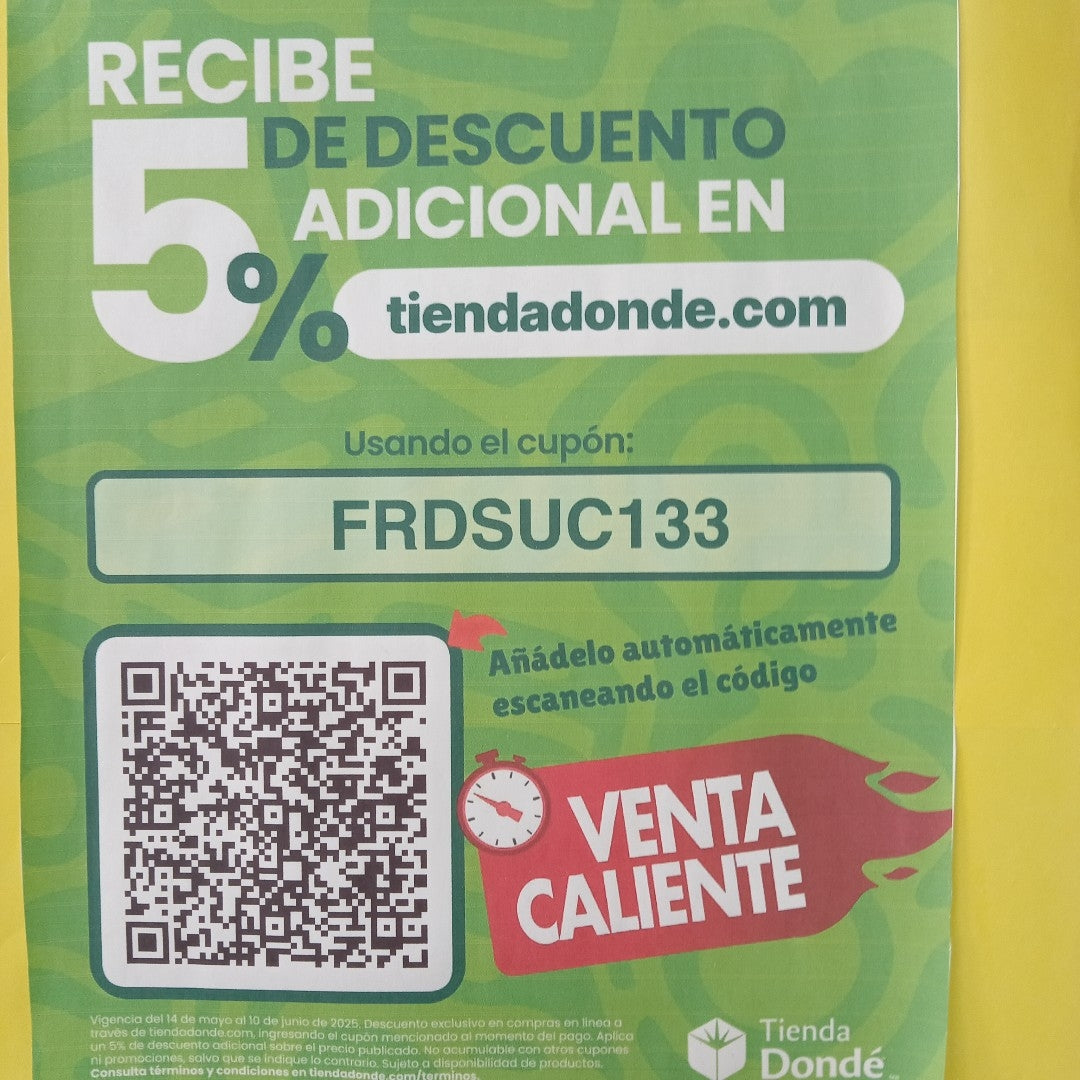 RECIBE
5% DE DESCUENTO
ADICIONAL EN
tiendadonde.com
Usando el cupón:
FRDSUC133
Añádelo automáticamente
escaneando el código
VENTA
CALIENTE
Vigencia del 14 de mayo al 10 de junio de 2025. Descuento exclusivo en compras en línea a
través de tiendadonde.com, ingresando el cupón mencionado al momento del pago. Aplica
un 5% de descuento adicional sobre el precio publicado. No acumulable con otros cupones
ni promociones, salvo que se indique lo contrario. Sujeto a disponibilidad de productos.
Consulta términos y condiciones en tiendadonde.com/terminos.
Tienda
Dondé